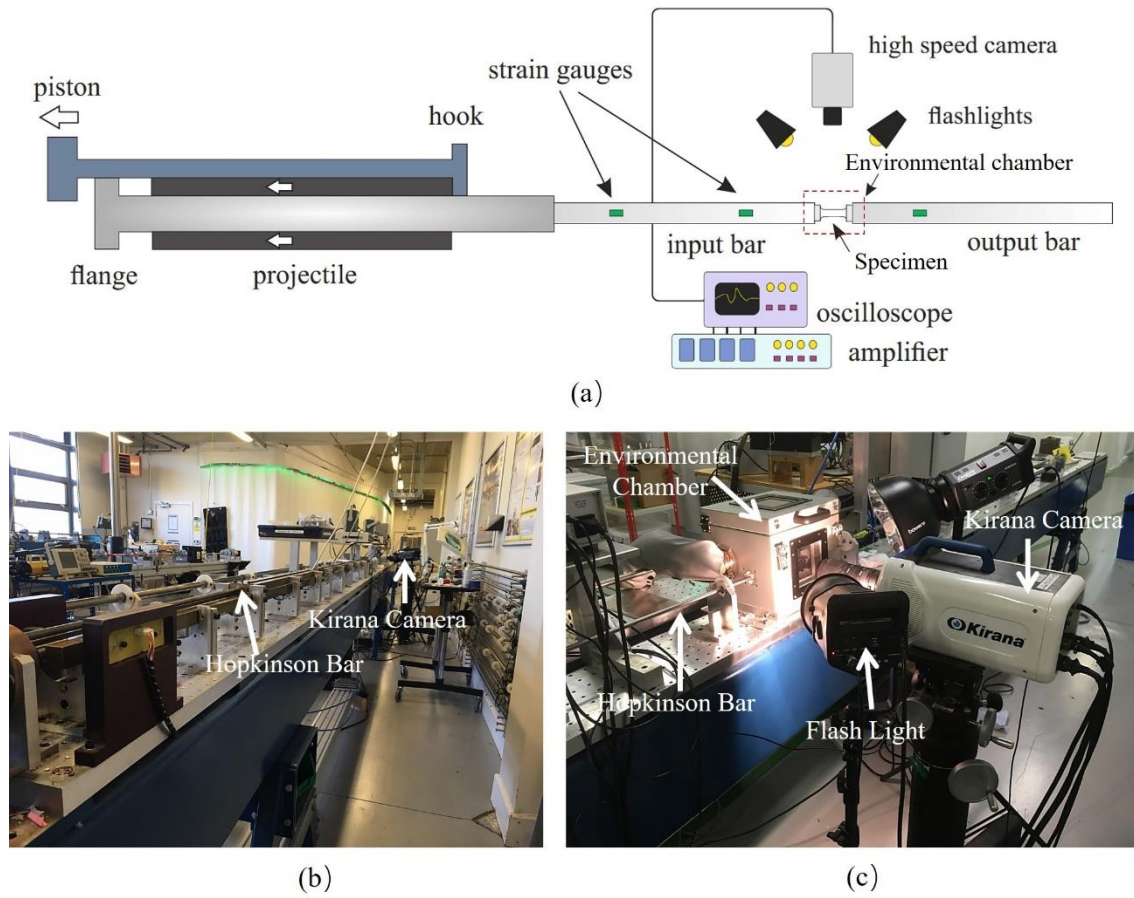 high speed camera
strain gauges
piston
hook
flashlights
Environmental chamber
input bar
output bar
Specimen
flange
projectile
oscilloscope
amplifier
(a)
Kirana Camera
Hopkinson Bar
(b)
Environmental
Chamber
Kirana Camera
bowens
Kirana
Hopkinson Bar
Flash Light
(c)